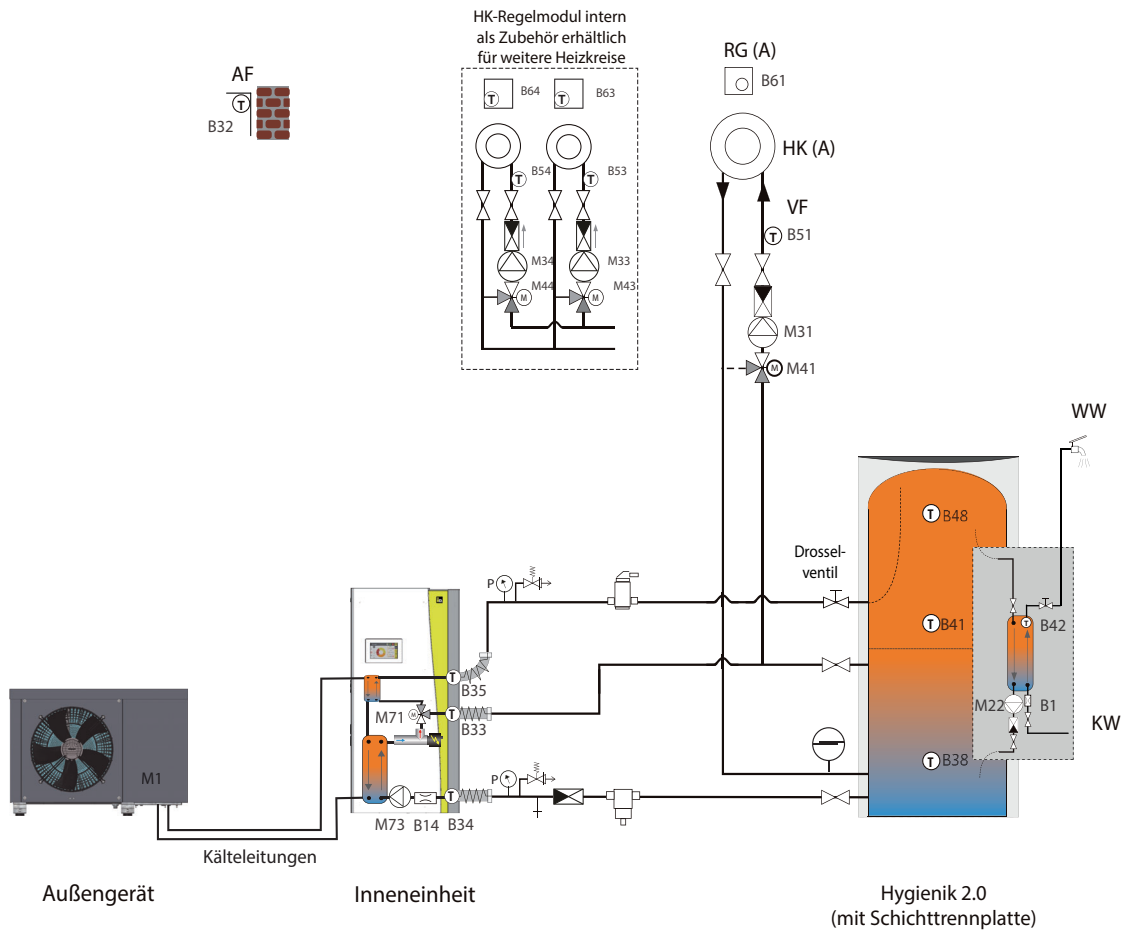 HK-Regelmodul intern
als Zubehör erhältlich
für weitere Heizkreise
RG (A)
B61
AF
T
B32
T
B64
T
B63
HK (A)
T
B54
T
B53
VF
T
B51
M34
M33
M44
M
M43
M
M31
M
M41
WW
T
B48
Drossel-
ventil
P
T
B41
T
B42
T
B35
M71
M
T
B33
M22
B1
KW
T
B38
M1
P
M73
B14
T
B34
Kälteleitungen
Außengerät
Inneneinheit
Hygienik 2.0
(mit Schichttrennplatte)